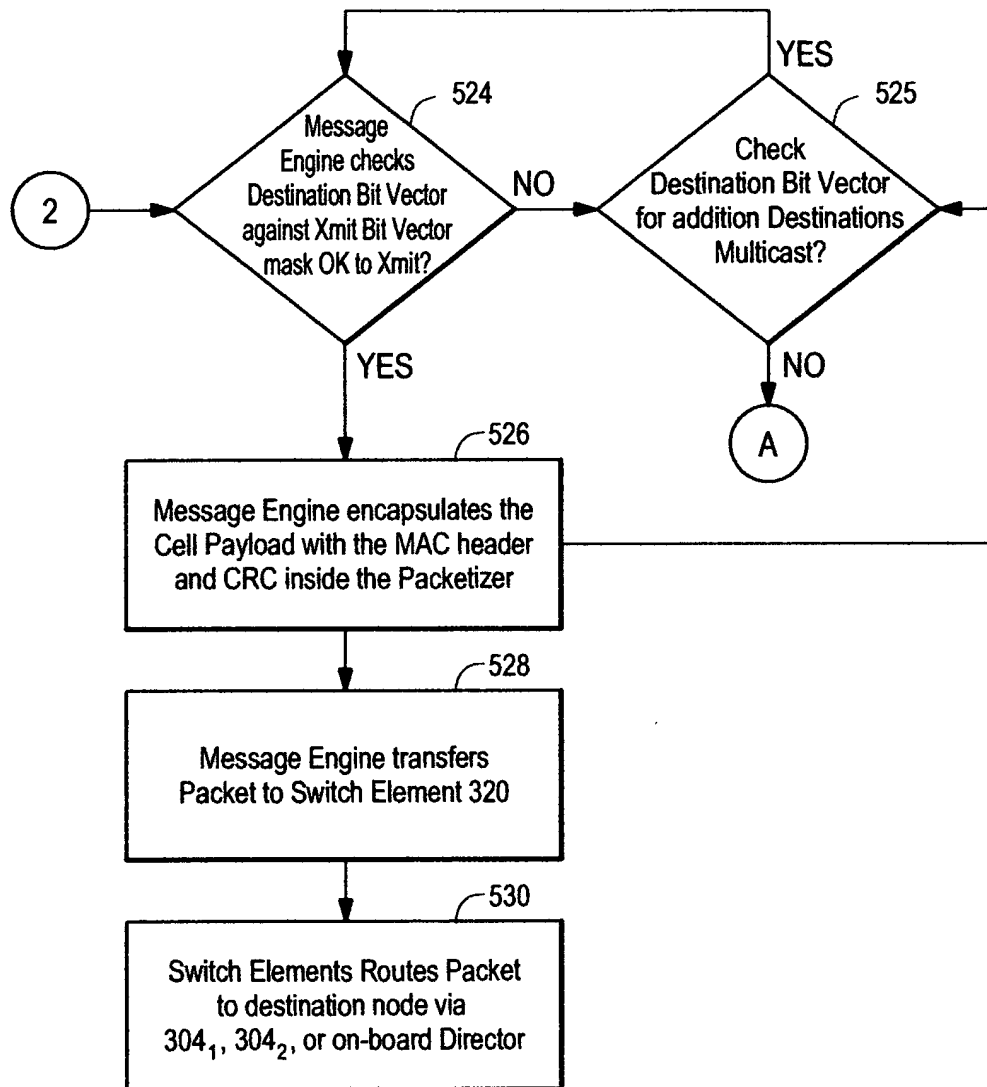 YES
524
525
Message
Engine checks
Destination Bit Vector
against Xmit Bit Vector
mask OK to Xmit?
Check
Destination Bit Vector
for addition Destinations
Multicast?
2
NO
YES
NO
A
526
Message Engine encapsulates the
Cell Payload with the MAC header
and CRC inside the Packetizer
528
Message Engine transfers
Packet to Switch Element 320
530
Switch Elements Routes Packet
to destination node via
304₁, 304₂, or on-board Director